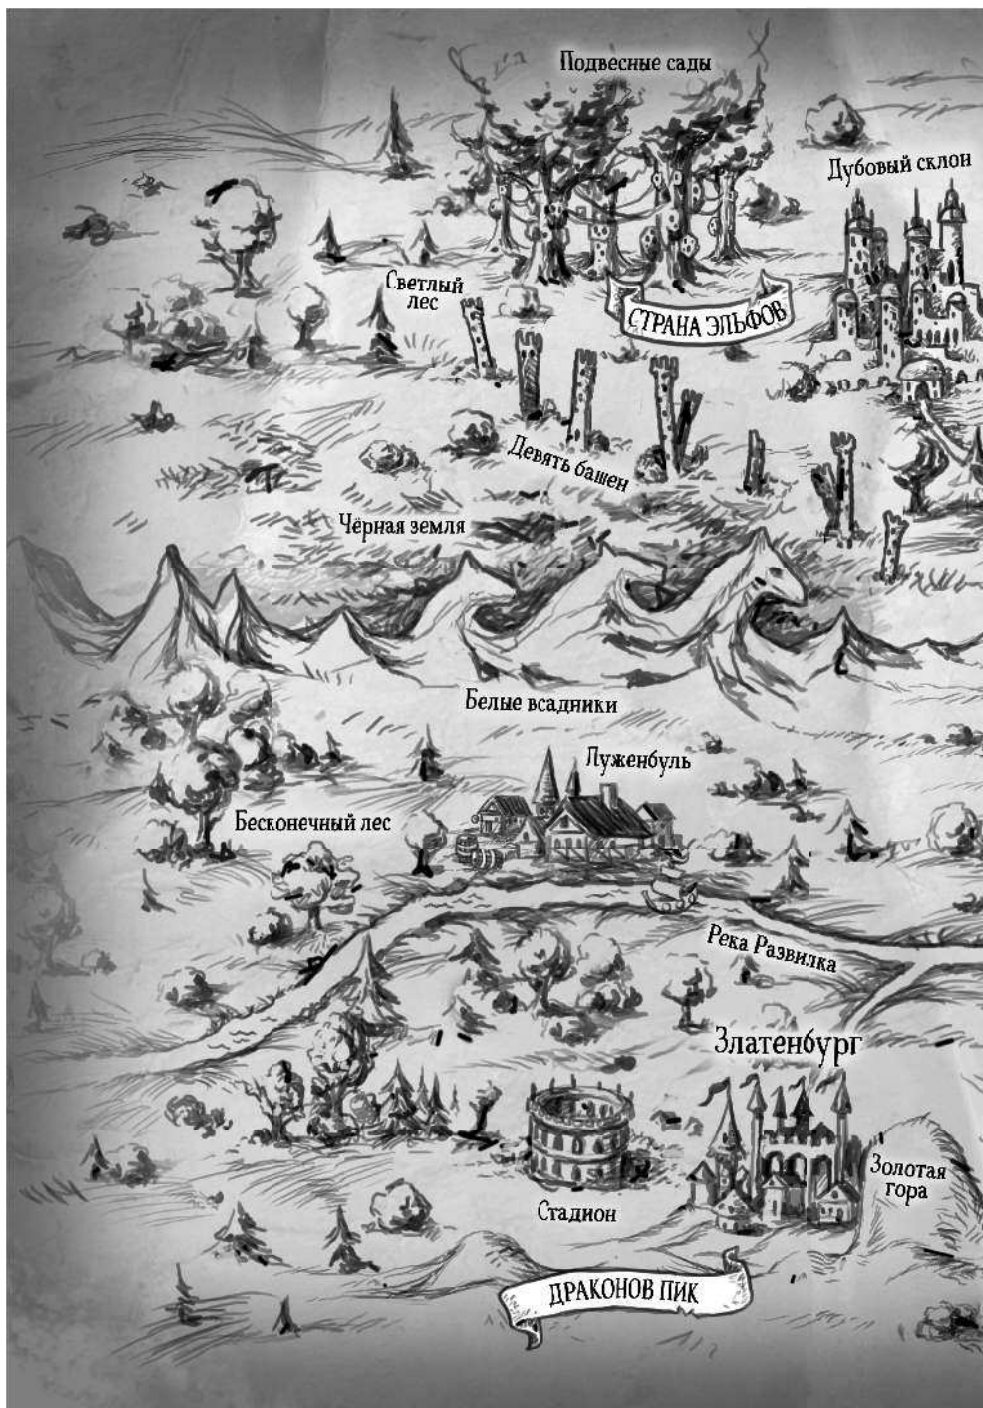 Подвесные сады
Дубовый склон
Светлый
лес
СТРАНА ЭЛЬФОВ
Девять башен
Чёрная земля
Белые всадники
Луженбуль
Бесконечный лес
Река Развилка
Златенбург
Золотая
гора
Стадион
ДРАКОНОВ ПИК